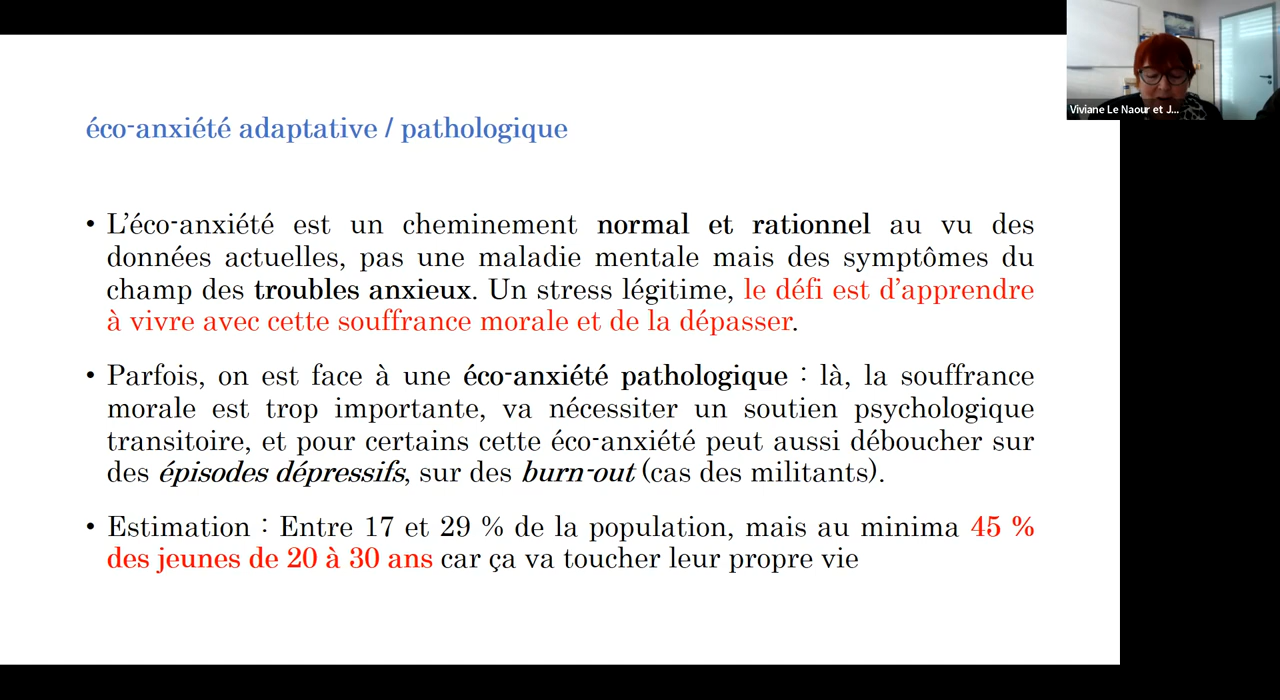 éco-anxiété adaptative / pathologique
Viviane Le Naour et J...
• L’éco-anxiété est un cheminement normal et rationnel au vu des
données actuelles, pas une maladie mentale mais des symptômes du
champ des troubles anxieux. Un stress légitime, le défi est d’apprendre
à vivre avec cette souffrance morale et de la dépasser.
• Parfois, on est face à une éco-anxiété pathologique : là, la souffrance
morale est trop importante, va nécessiter un soutien psychologique
transitoire, et pour certains cette éco-anxiété peut aussi déboucher sur
des épisodes dépressifs, sur des burn-out (cas des militants).
• Estimation : Entre 17 et 29 % de la population, mais au minima 45 %
des jeunes de 20 à 30 ans car ça va toucher leur propre vie